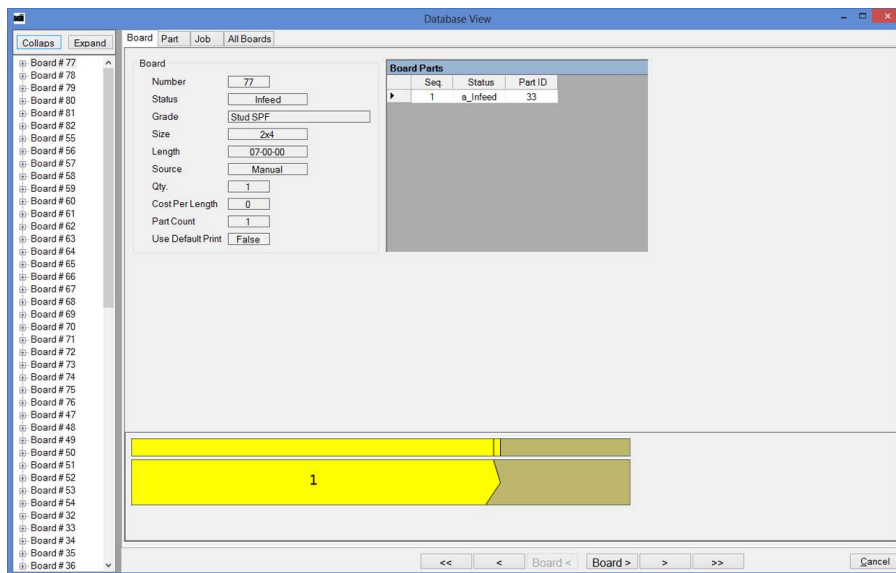 Database View
Collaps Expand
Board Part Job All Boards
Board # 77
Board # 78
Board # 79
Board # 80
Board # 81
Board # 82
Board # 55
Board # 56
Board # 57
Board # 58
Board # 59
Board # 60
Board # 61
Board # 62
Board # 63
Board # 64
Board # 65
Board # 66
Board # 67
Board # 68
Board # 69
Board # 70
Board # 71
Board # 72
Board # 73
Board # 74
Board # 75
Board # 76
Board # 47
Board # 48
Board # 49
Board # 50
Board # 51
Board # 52
Board # 53
Board # 54
Board # 32
Board # 33
Board # 34
Board # 35
Board # 36
Board
Number 77
Status Infeed
Grade Stud SPF
Size 2x4
Length 07-00-00
Source Manual
Qty. 1
Cost Per Length 0
Part Count 1
Use Default Print False
Board Parts
Seq. Status Part ID
1 a_Infeed 33
1
<< < Board < Board > > >>
Cancel